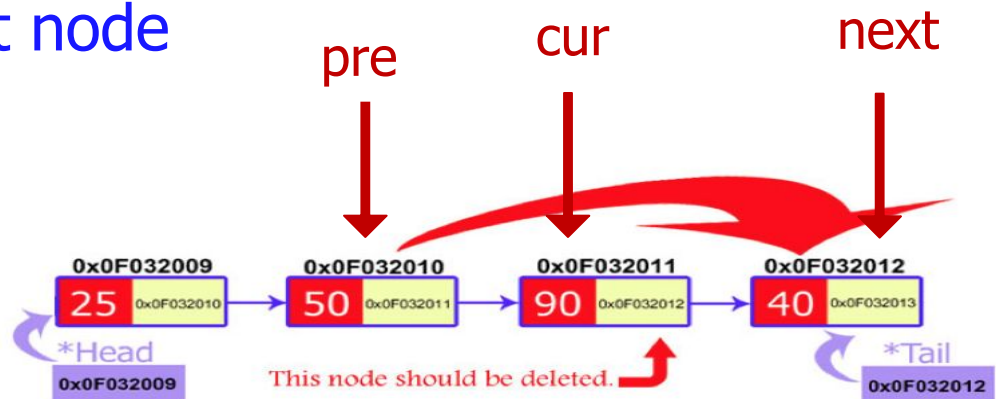 t node
pre
cur
next
0x0F032009
0x0F032010
0x0F032011
0x0F032012
25 0x0F032010
50 0x0F032011
90 0x0F032012
40 0x0F032013
*Head
0x0F032009
This node should be deleted.
*Tail
0x0F032012